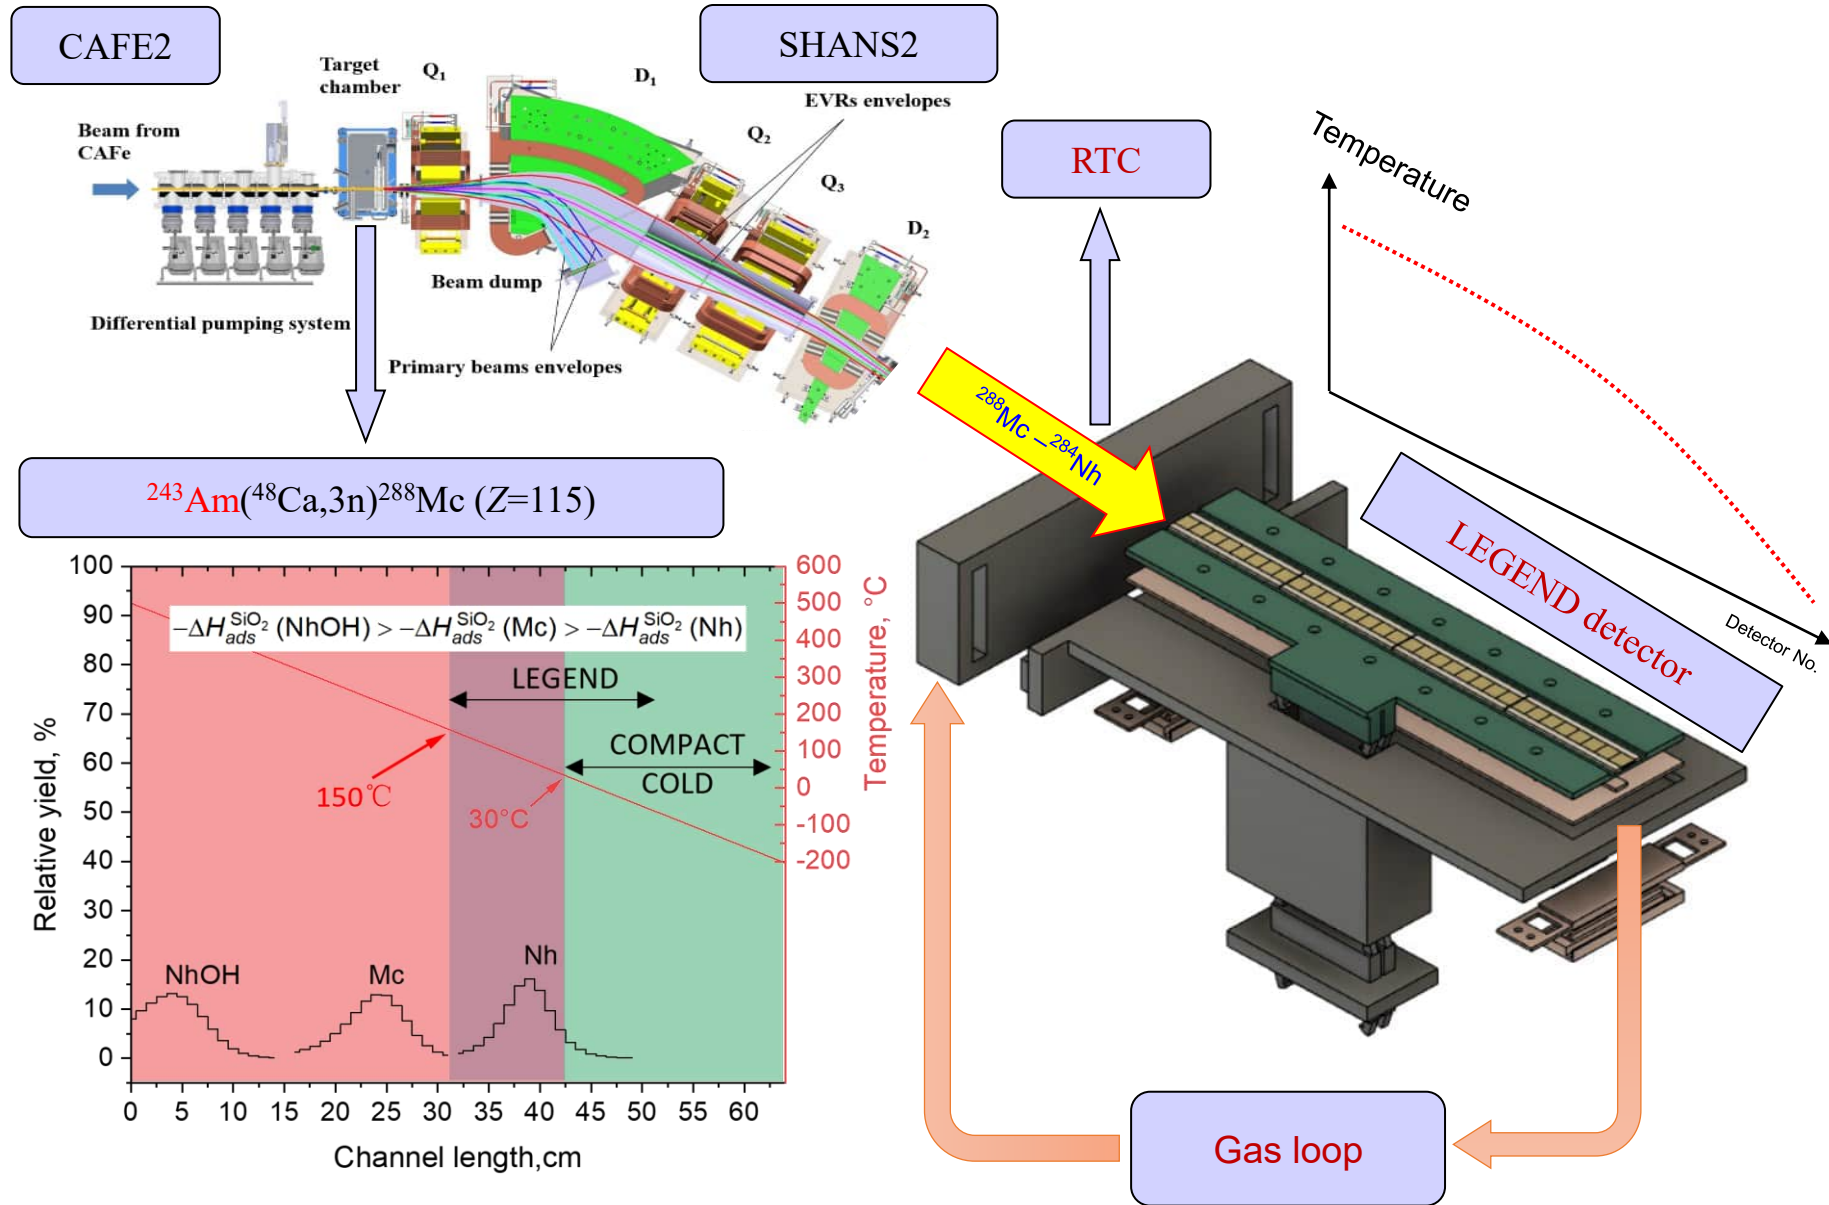 CAFE2
SHANS2
Target
chamber
Q1
D1
EVRs envelopes
Beam from
CAFe
Q2
Q3
D2
Beam dump
Differential pumping system
Primary beams envelopes
RTC
Temperature
288Mc –284Nh
LEGEND detector
Detector No.
243Am(48Ca,3n)288Mc (Z=115)
100
90
80
70
60
50
40
30
20
10
0
Relative yield, %
600
500
400
300
200
100
0
-100
-200
Temperature, °C
−ΔHadsSiO2 (NhOH) > −ΔHadsSiO2 (Mc) > −ΔHadsSiO2 (Nh)
LEGEND
COMPACT
COLD
150℃
30°C
NhOH
Mc
Nh
0 5 10 15 20 25 30 35 40 45 50 55 60
Channel length,cm
Gas loop